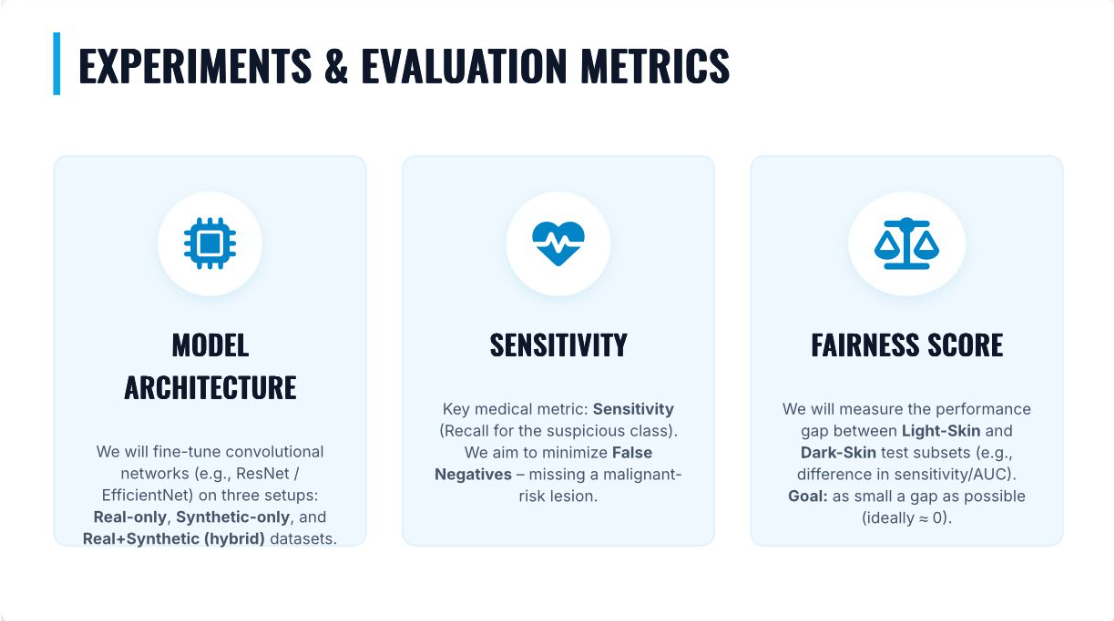 EXPERIMENTS & EVALUATION METRICS
MODEL
ARCHITECTURE
We will fine-tune convolutional
networks (e.g., ResNet /
EfficientNet) on three setups:
Real-only, Synthetic-only, and
Real+Synthetic (hybrid) datasets.
SENSITIVITY
Key medical metric: Sensitivity
(Recall for the suspicious class).
We aim to minimize False
Negatives – missing a malignant-
risk lesion.
FAIRNESS SCORE
We will measure the performance
gap between Light-Skin and
Dark-Skin test subsets (e.g.,
difference in sensitivity/AUC).
Goal: as small a gap as possible
(ideally ≈ 0).